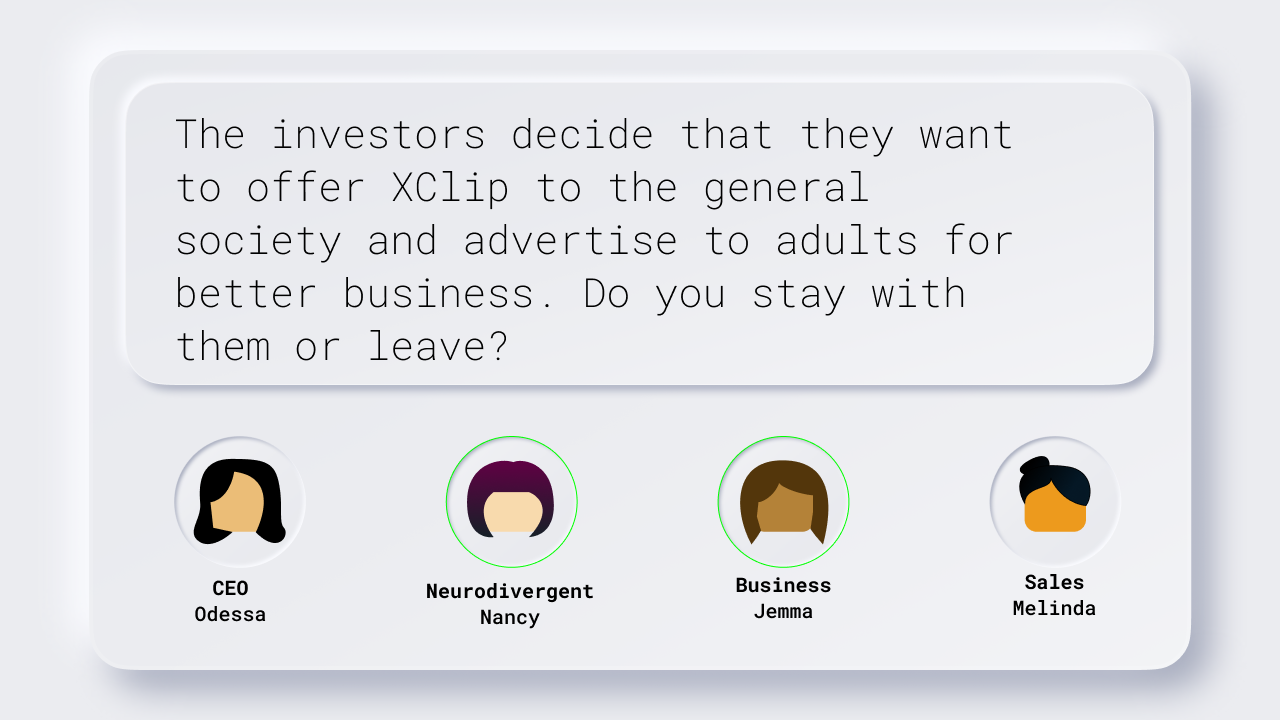 The investors decide that they want
to offer XClip to the general
society and advertise to adults for
better business. Do you stay with
them or leave?
CEO
Odessa
Neurodivergent
Nancy
Business
Jemma
Sales
Melinda